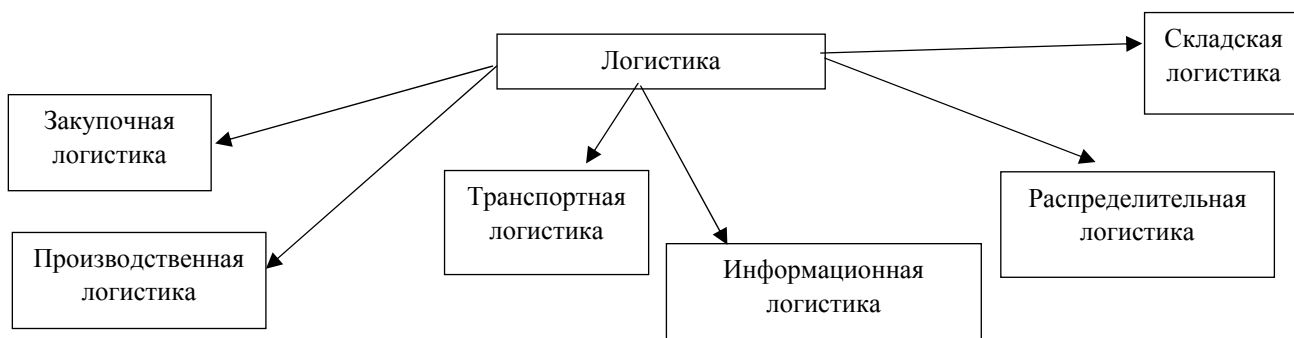 Логистика
Складская
логистика
Закупочная
логистика
Транспортная
логистика
Распределительная
логистика
Производственная
логистика
Информационная
логистика